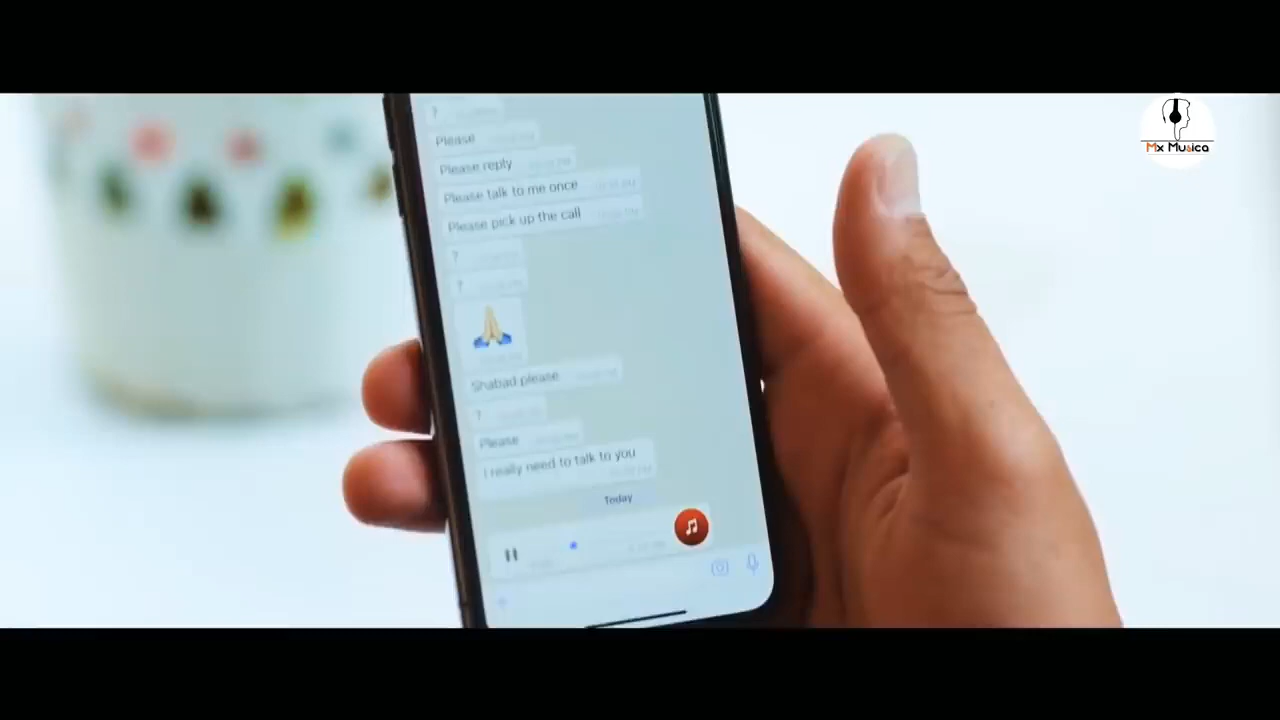 Mx Musica
?
Please
Please reply
Please talk to me once
Please pick up the call
?
?
Shabad please
?
Please
I really need to talk to you
Today